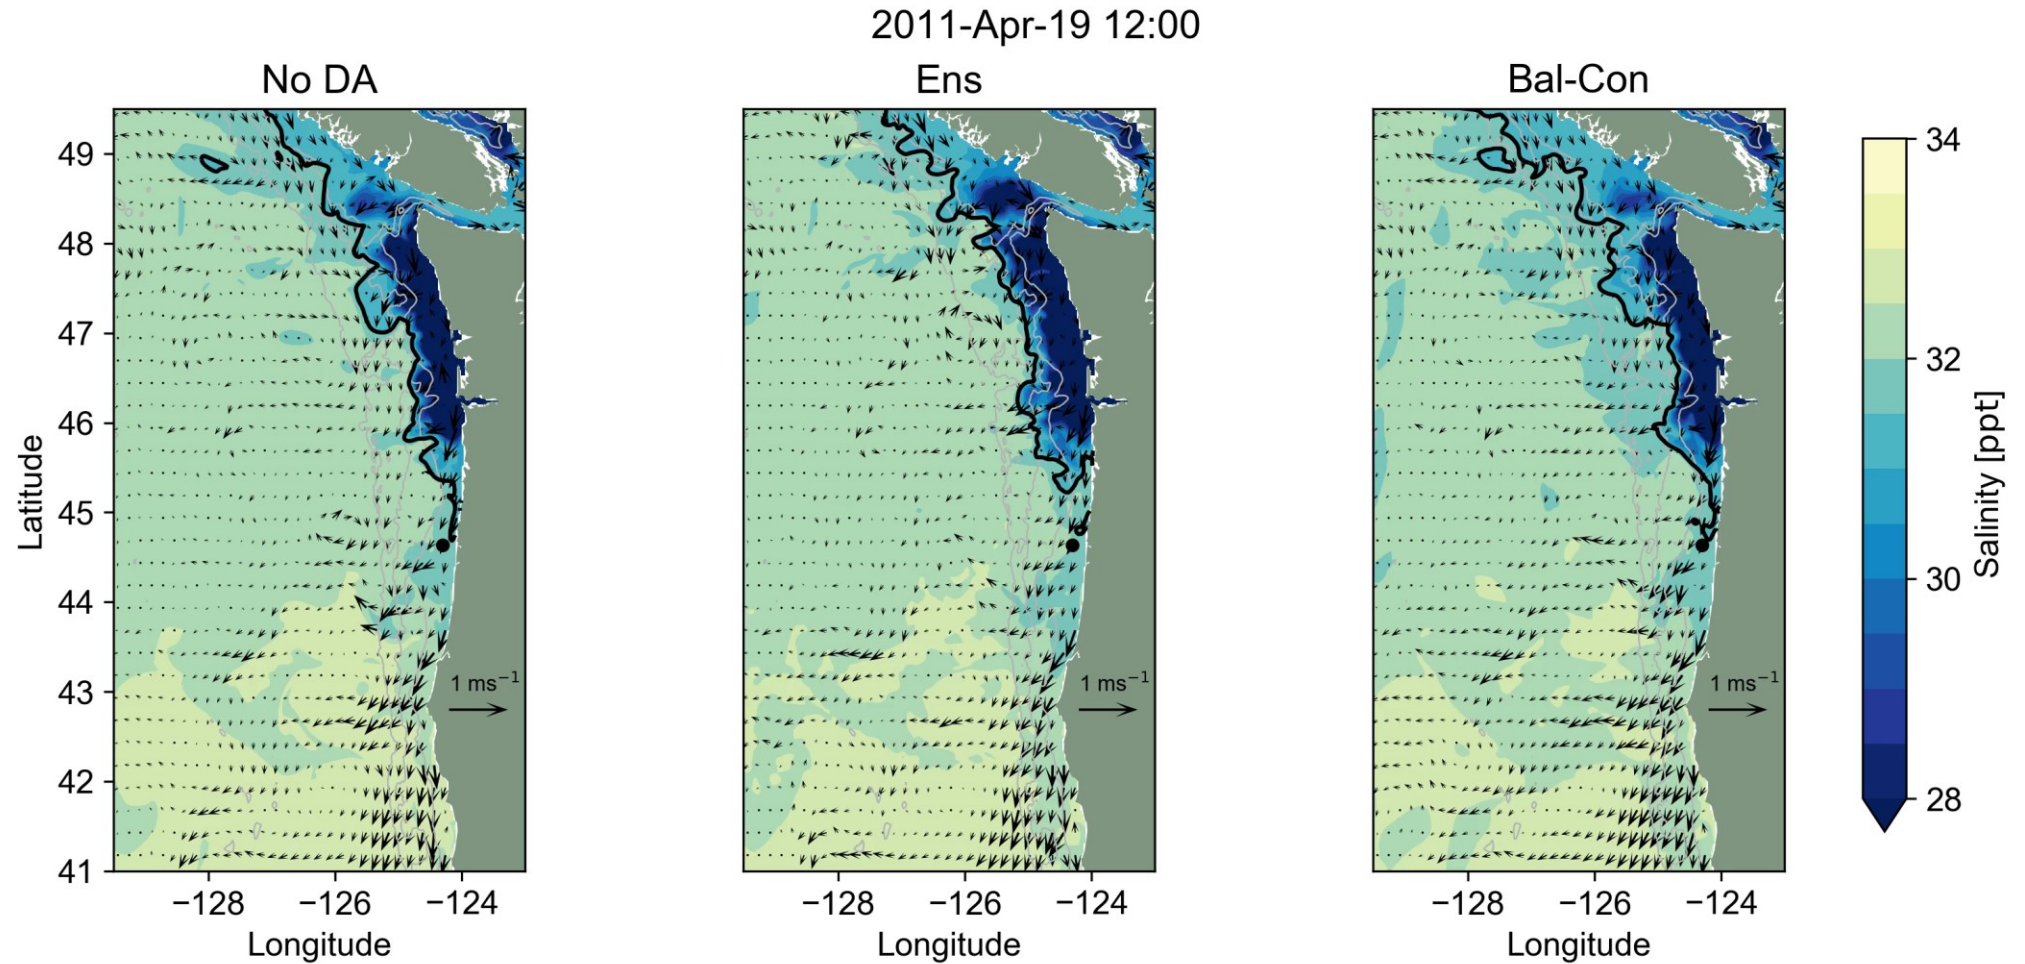 2011-Apr-19 12:00
No DA
Ens
Bal-Con
49
48
47
46
45
44
43
42
41
Latitude
1 ms⁻¹
1 ms⁻¹
1 ms⁻¹
−128
−126
−124
−128
−126
−124
−128
−126
−124
Longitude
Longitude
Longitude
34
32
30
28
Salinity [ppt]